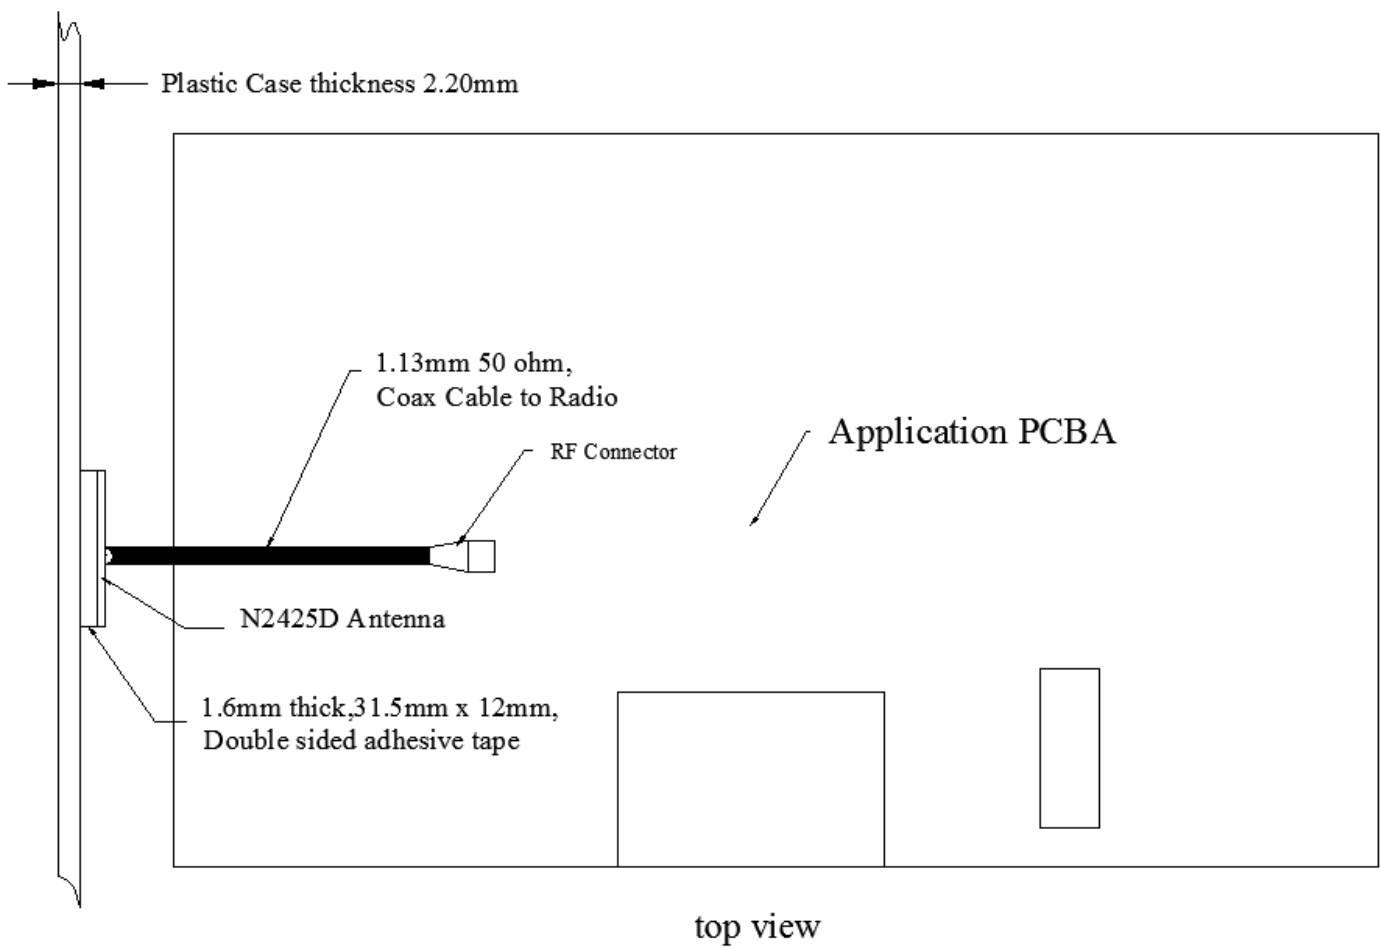 Plastic Case thickness 2.20mm
1.13mm 50 ohm,
Coax Cable to Radio
RF Connector
Application PCBA
N2425D Antenna
1.6mm thick,31.5mm x 12mm,
Double sided adhesive tape
top view